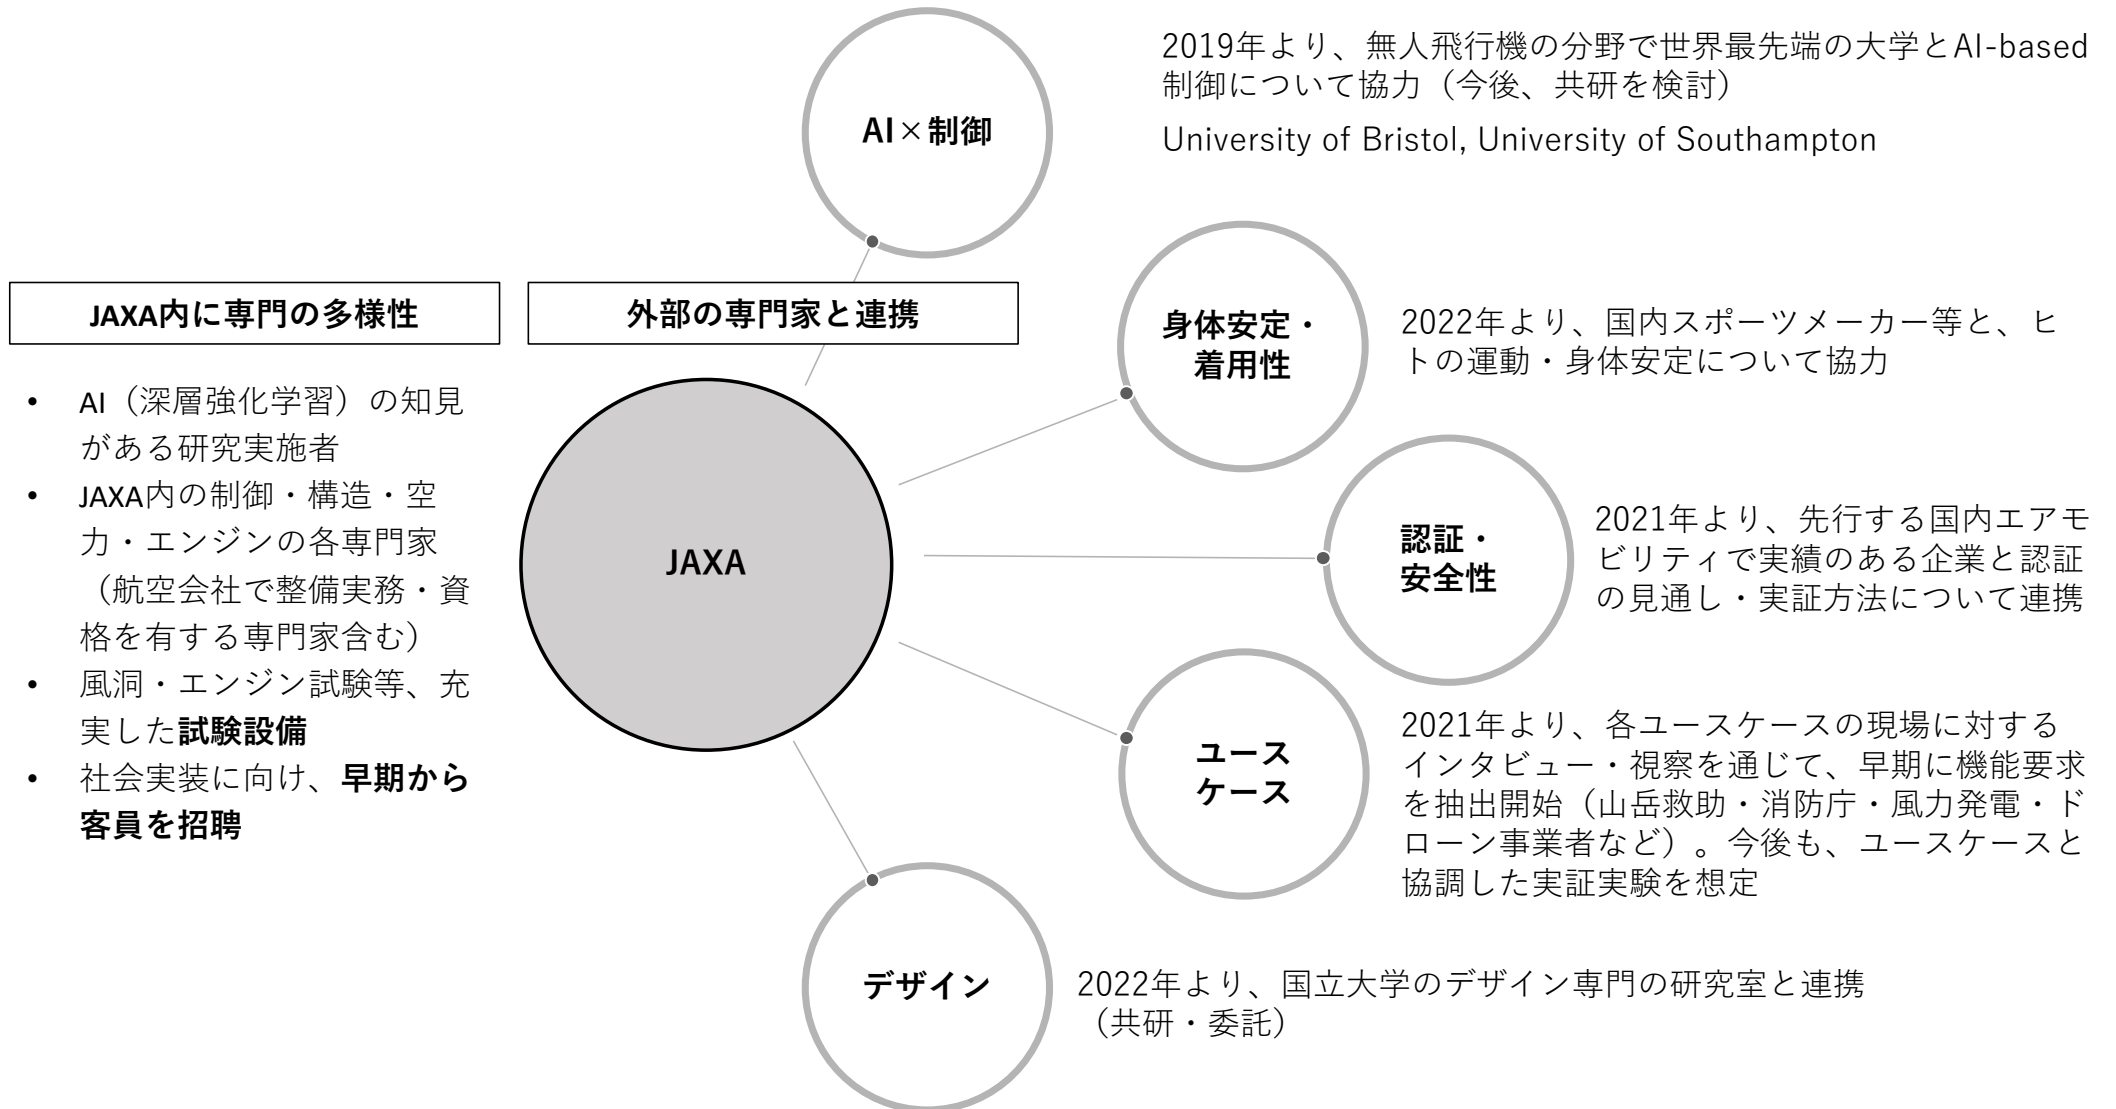 AI×制御
2019年より、無人飛行機の分野で世界最先端の大学とAI-based
制御について協力（今後、共研を検討）
University of Bristol, University of Southampton
JAXA内に専門の多様性
• AI（深層強化学習）の知見
がある研究実施者
• JAXA内の制御・構造・空
力・エンジンの各専門家
（航空会社で整備実務・資
格を有する専門家含む）
• 風洞・エンジン試験等、充
実した試験設備
• 社会実装に向け、早期から
客員を招聘
外部の専門家と連携
JAXA
身体安定・
着用性
2022年より、国内スポーツメーカー等と、ヒ
トの運動・身体安定について協力
認証・
安全性
2021年より、先行する国内エアモ
ビリティで実績のある企業と認証
の見通し・実証方法について連携
ユース
ケース
2021年より、各ユースケースの現場に対する
インタビュー・視察を通じて、早期に機能要求
を抽出開始（山岳救助・消防庁・風力発電・ド
ローン事業者など）。今後も、ユースケースと
協調した実証実験を想定
デザイン
2022年より、国立大学のデザイン専門の研究室と連携
（共研・委託）